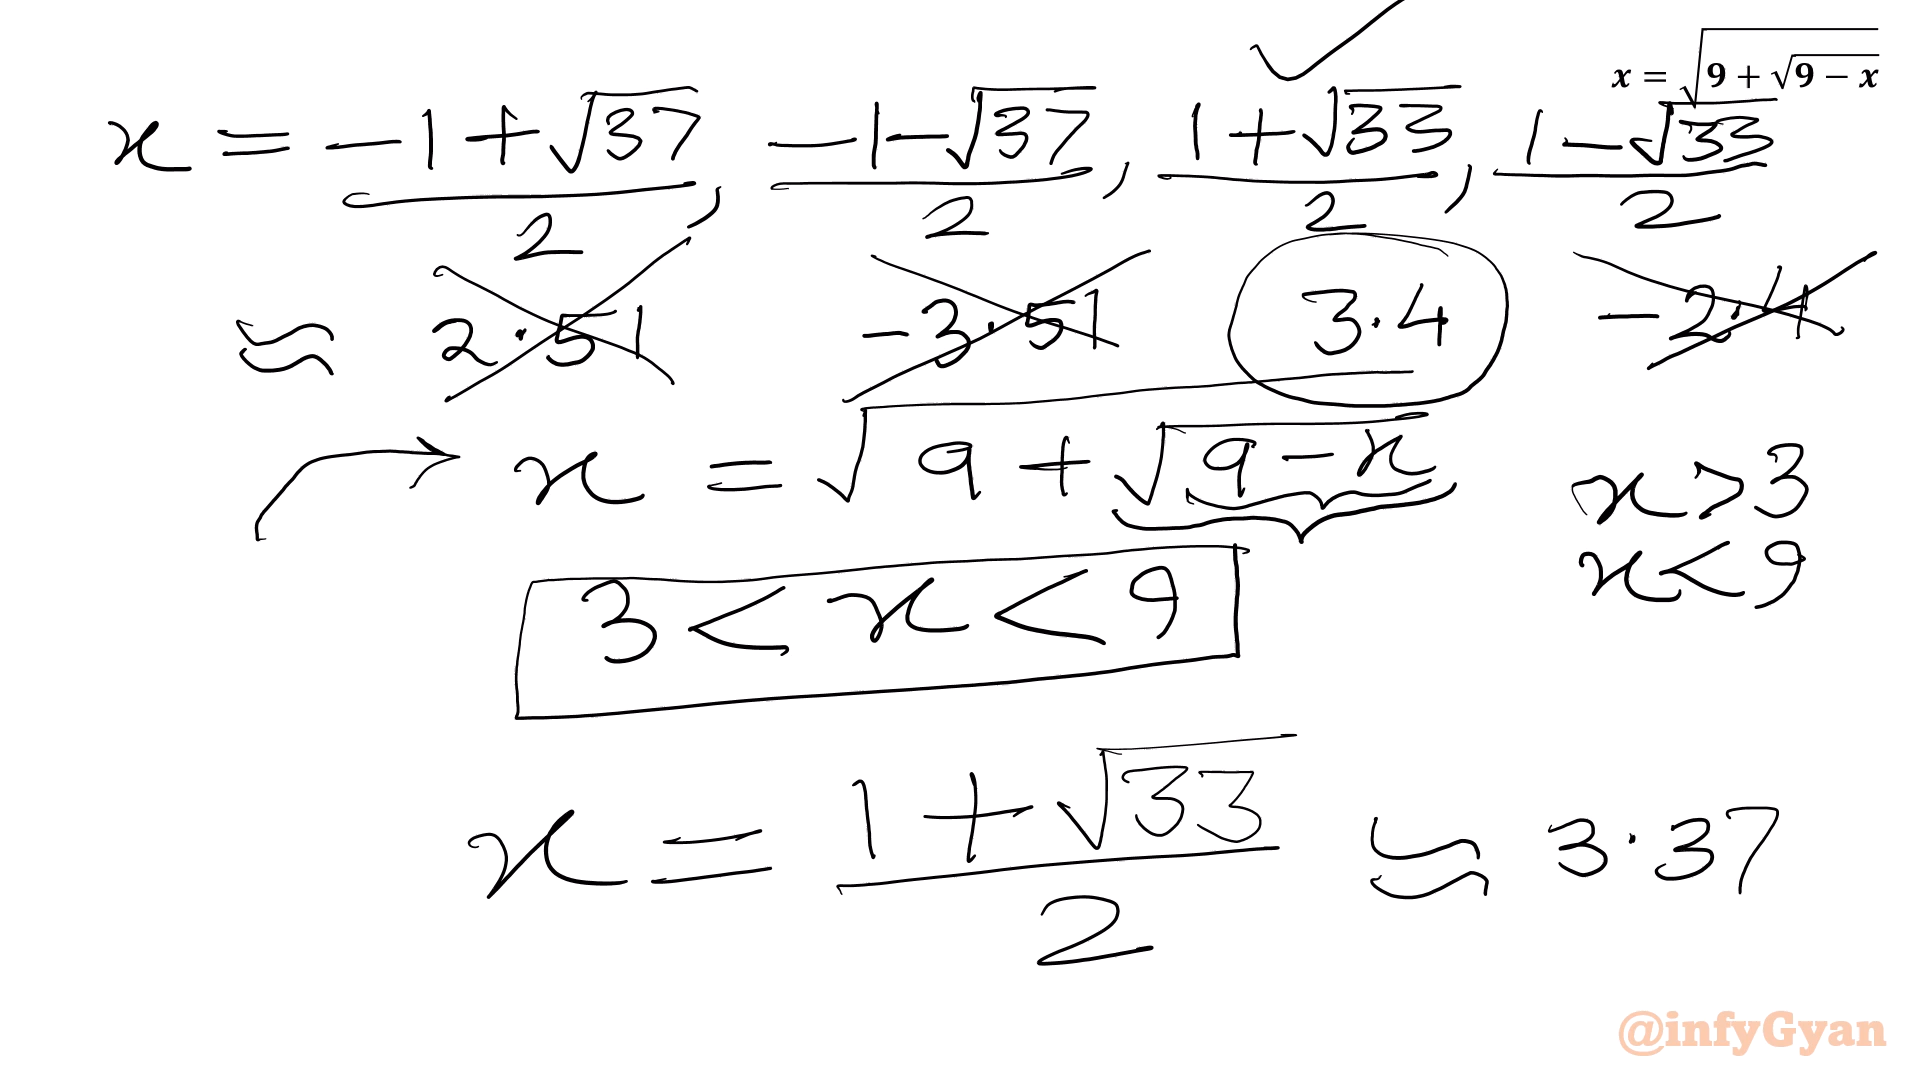 x = √(9 + √(9 − x))
x = (−1+√37)/2, (−1−√37)/2, (1+√33)/2, (1−√33)/2
≈ 2.51 −3.51 3.4 −2.4
x = √(9 + √(9−x))
x > 3
x < 9
3 < x < 9
x = (1+√33)/2 ≈ 3.37
@infyGyan